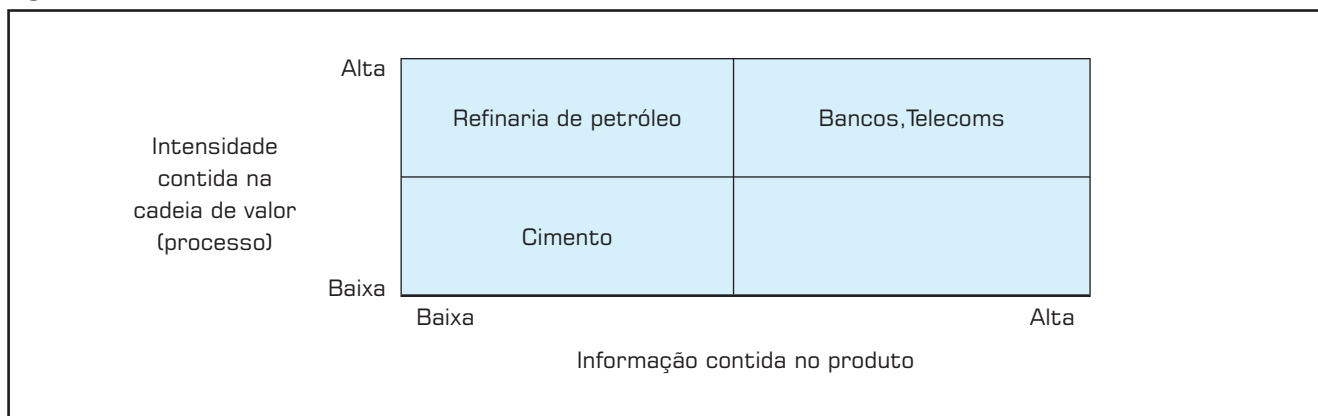 Alta
Refinaria de petróleo
Bancos,Telecoms
Intensidade
contida na
cadeia de valor
(processo)
Cimento
Baixa
Baixa
Alta
Informação contida no produto